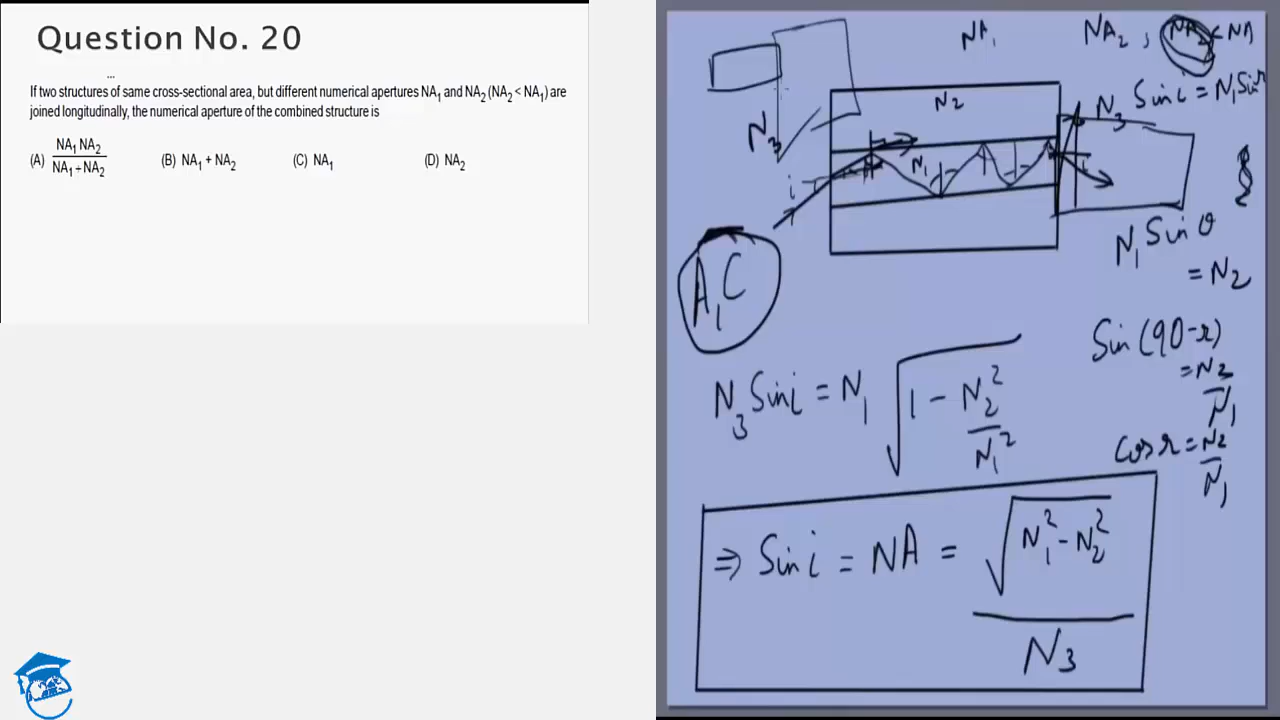 Question No. 20
...
If two structures of same cross-sectional area, but different numerical apertures NA₁ and NA₂ (NA₂ < NA₁) are
joined longitudinally, the numerical aperture of the combined structure is
(A) NA₁ NA₂ / NA₁ + NA₂ (B) NA₁ + NA₂ (C) NA₁ (D) NA₂
NA₁ NA₂, NA₂ < NA
N₂
N₃ Sin i = N₁ Sin r
N₃
N₁
i
N₁ Sin θ
= N₂
A, C
Sin (90 - r)
= N₂ / N₁
N₃ Sin i = N₁ √(1 - N₂² / N₁²)
Cos r = N₂ / N₁
⇒ Sin i = NA = √(N₁² - N₂²) / N₃